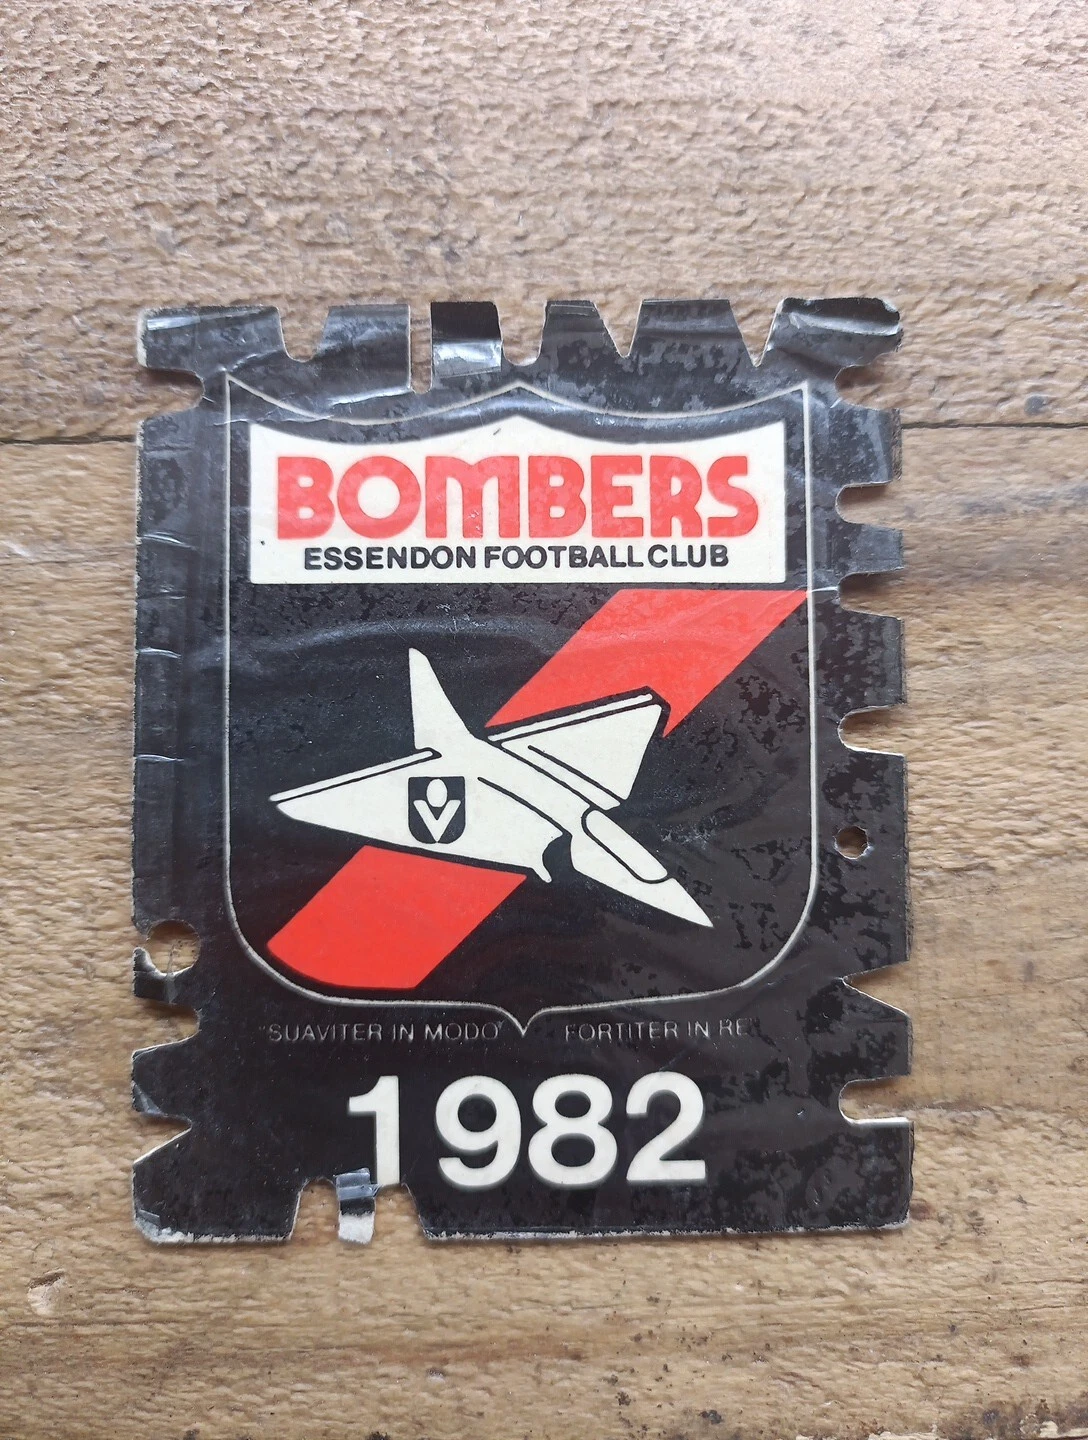 BOMBERS
ESSENDON FOOTBALL CLUB
"SUAVITER IN MODO" FORTITER IN RE"
1982